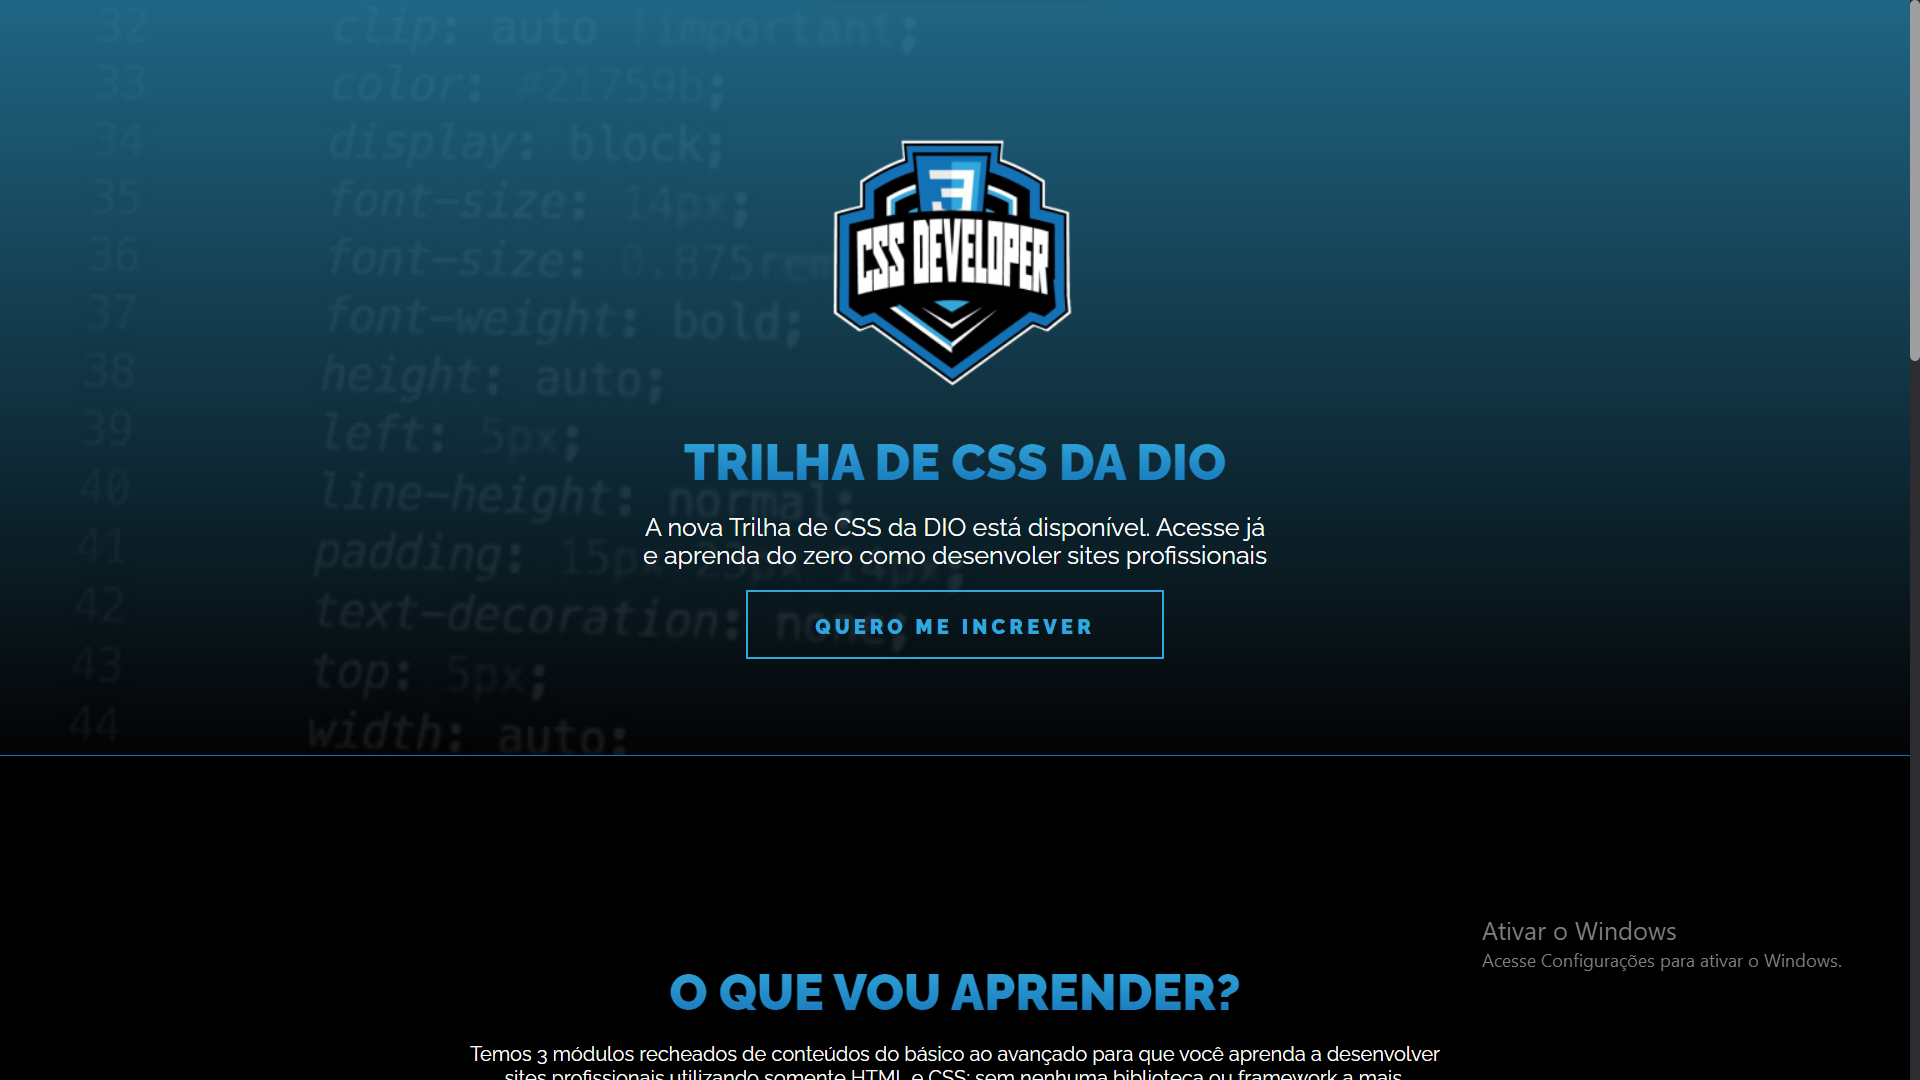 32 clip: auto !important;
33 color: #21759b;
34 display: block;
35 font-size: 14px;
36 font-size: 0.875rem
37 font-weight: bold;
38 height: auto;
39 left: 5px;
40 line-height: normal;
41 padding: 15px 23px 14px;
42 text-decoration: none;
43 top: 5px;
44 width: auto;
3
CSS DEVELOPER
TRILHA DE CSS DA DIO
A nova Trilha de CSS da DIO está disponível. Acesse já
e aprenda do zero como desenvoler sites profissionais
QUERO ME INCREVER
Ativar o Windows
Acesse Configurações para ativar o Windows.
O QUE VOU APRENDER?
Temos 3 módulos recheados de conteúdos do básico ao avançado para que você aprenda a desenvolver
sites profissionais utilizando somente HTML e CSS; sem nenhuma biblioteca ou framework a mais.